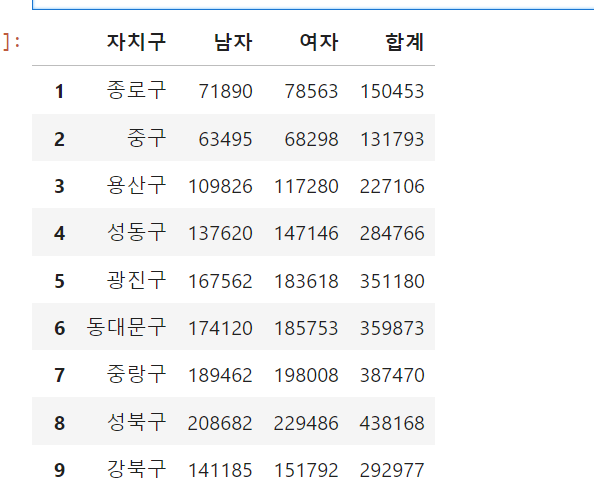 ]:
자치구 남자 여자 합계
1 종로구 71890 78563 150453
2 중구 63495 68298 131793
3 용산구 109826 117280 227106
4 성동구 137620 147146 284766
5 광진구 167562 183618 351180
6 동대문구 174120 185753 359873
7 중랑구 189462 198008 387470
8 성북구 208682 229486 438168
9 강북구 141185 151792 292977